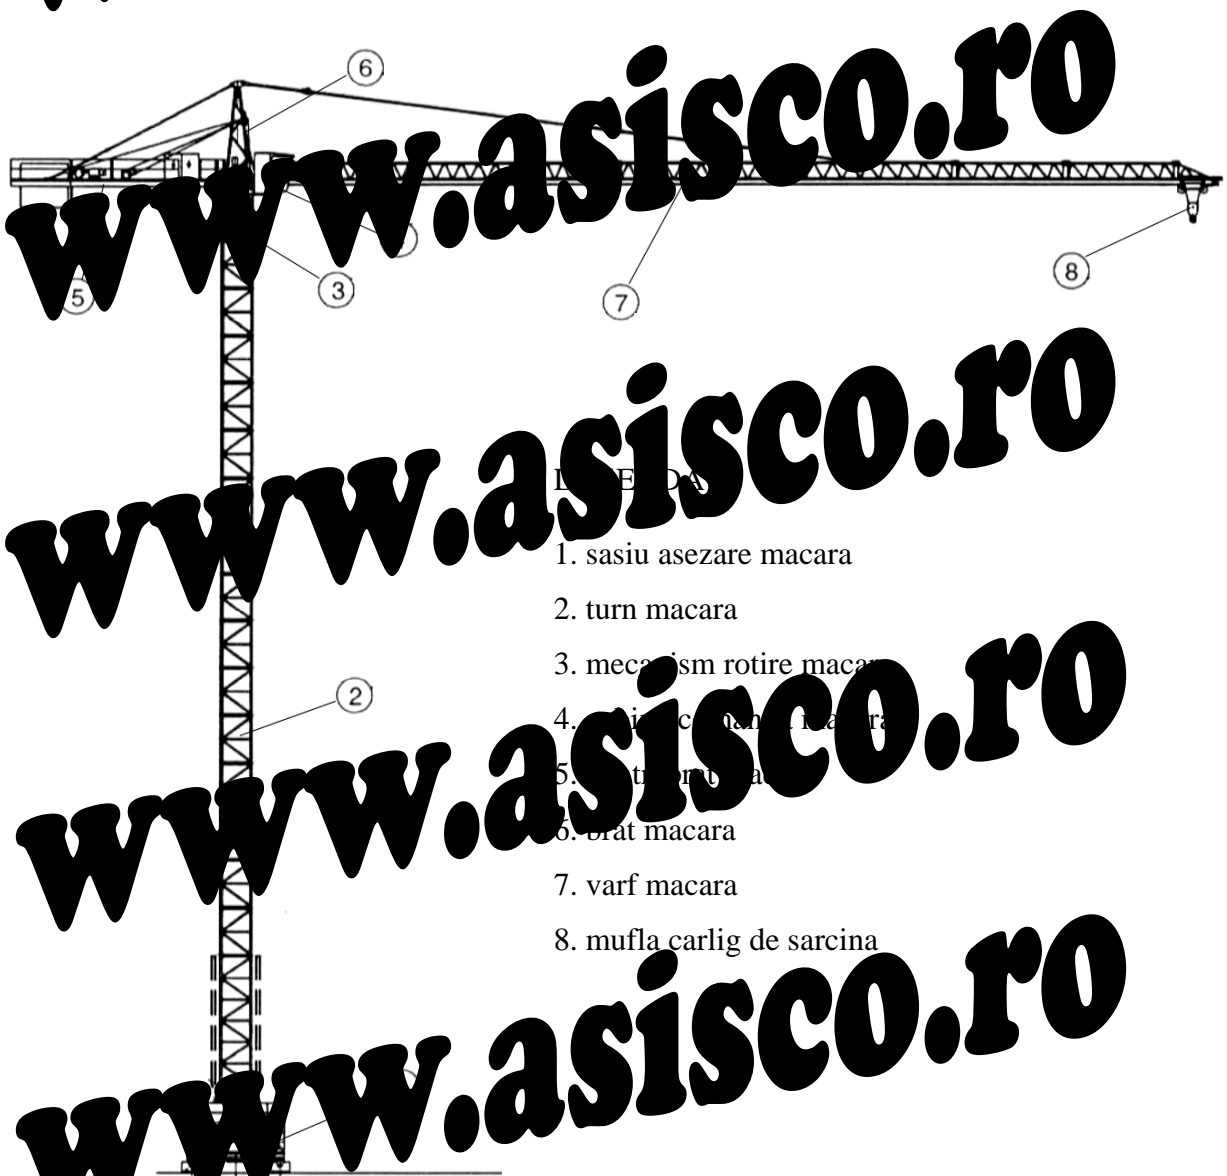 6
www.asisco.ro
3
7
8
5
www.asisco.ro
1. sasiu asezare macara
2. turn macara
3. rotire
2
4.
www.asisco.ro
5.
6. brat macara
7. varf macara
8. mufla carlig de sarcina
www.asisco.ro